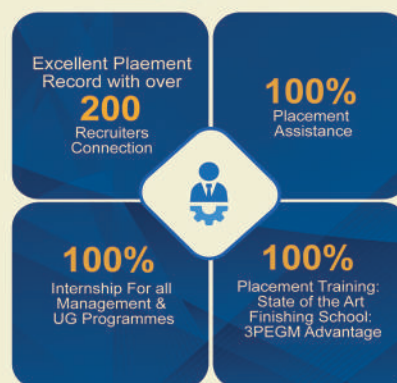 Excellent Plaement
Record with over
200
Recruiters
Connection
100%
Placement
Assistance
100%
Internship For all
Management &
UG Programmes
100%
Placement Training:
State of the Art
Finishing School:
3PEGM Advantage